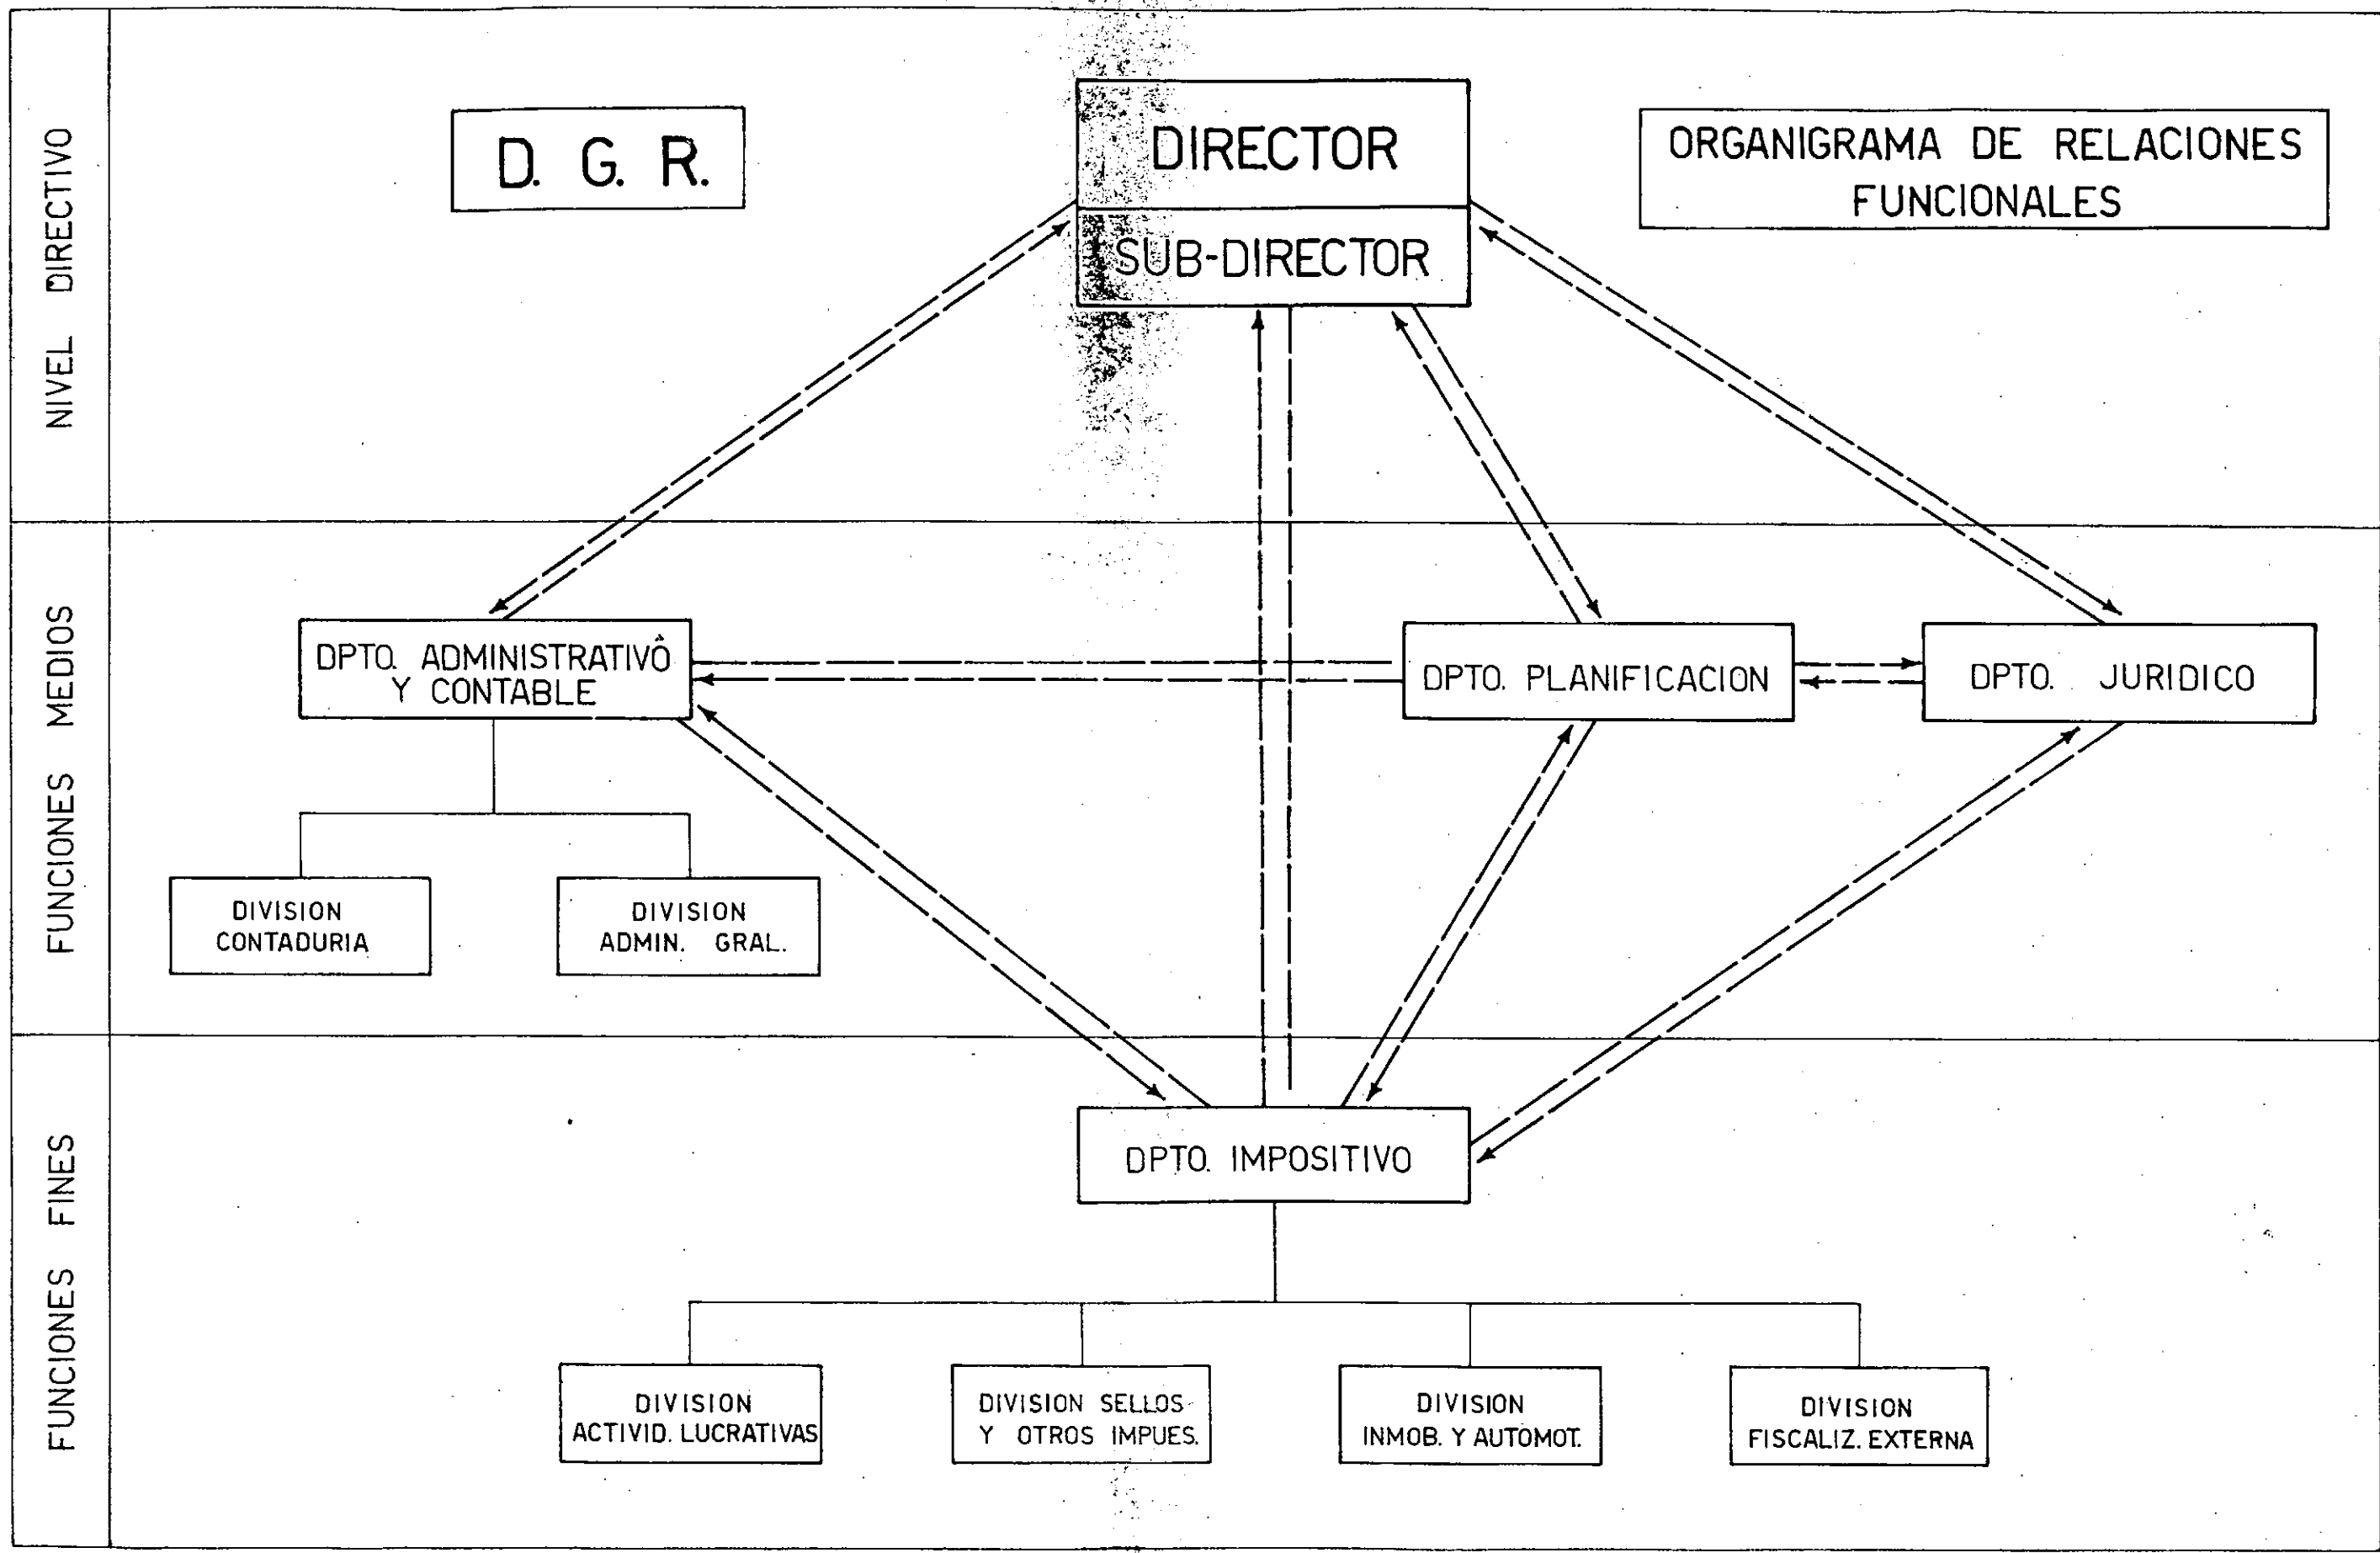 NIVEL DIRECTIVO
D. G. R.
DIRECTOR
SUB-DIRECTOR
ORGANIGRAMA DE RELACIONES
FUNCIONALES
FUNCIONES MEDIOS
DPTO. ADMINISTRATIVO
Y CONTABLE
DPTO. PLANIFICACION
DPTO. JURIDICO
DIVISION
CONTADURIA
DIVISION
ADMIN. GRAL.
FUNCIONES FINES
DPTO. IMPOSITIVO
DIVISION
ACTIVID. LUCRATIVAS
DIVISION SELLOS
Y OTROS IMPUES.
DIVISION
INMOB. Y AUTOMOT.
DIVISION
FISCALIZ. EXTERNA